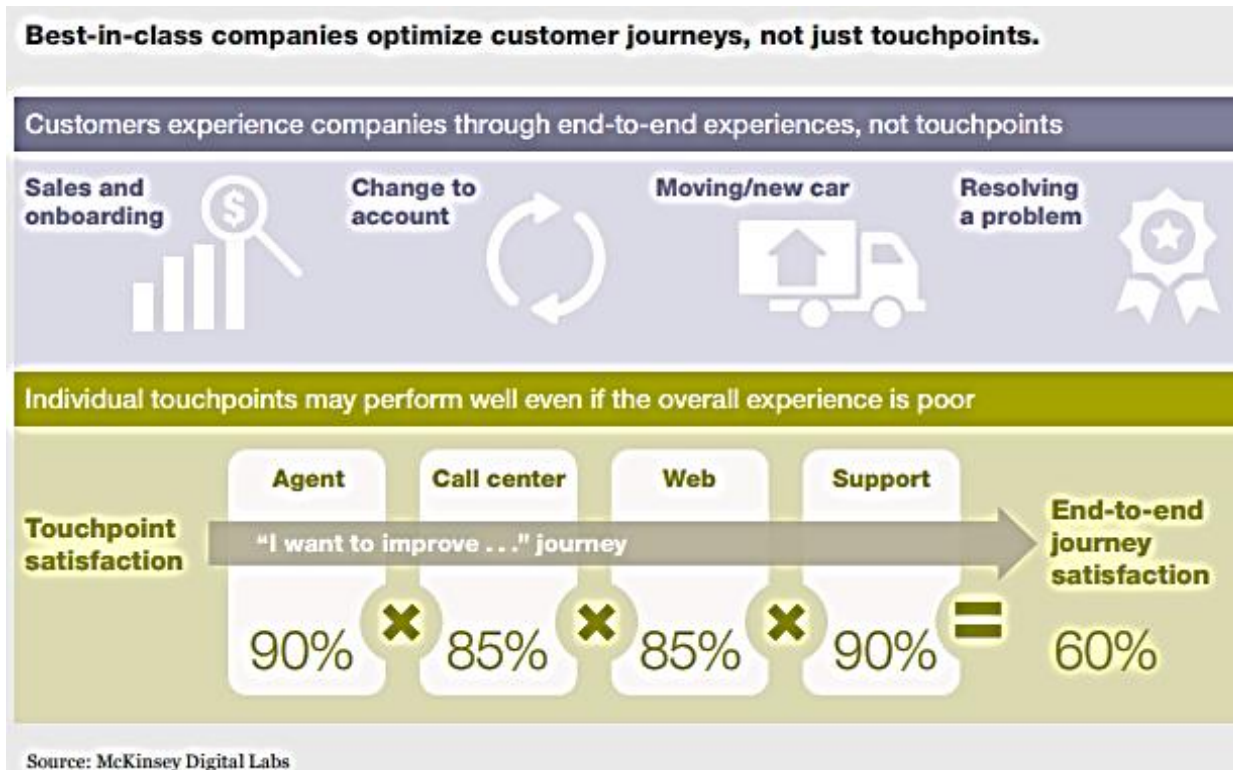 Best-in-class companies optimize customer journeys, not just touchpoints.
Customers experience companies through end-to-end experiences, not touchpoints
Sales and
onboarding
$
Change to
account
Moving/new car
Resolving
a problem
Individual touchpoints may perform well even if the overall experience is poor
Touchpoint
satisfaction
Agent
Call center
Web
Support
"I want to improve . . ." journey
End-to-end
journey
satisfaction
90% × 85% × 85% × 90% = 60%
Source: McKinsey Digital Labs